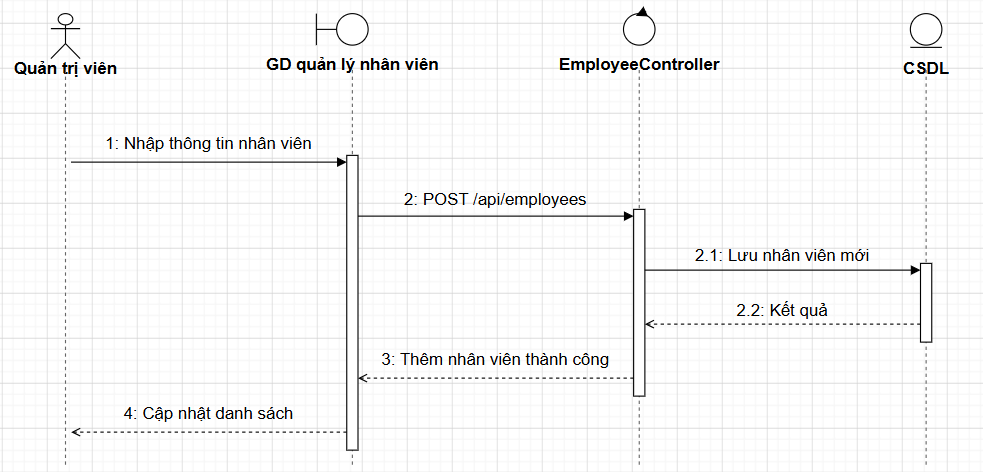 Quản trị viên
GD quản lý nhân viên
EmployeeController
CSDL
1: Nhập thông tin nhân viên
2: POST /api/employees
2.1: Lưu nhân viên mới
2.2: Kết quả
3: Thêm nhân viên thành công
4: Cập nhật danh sách